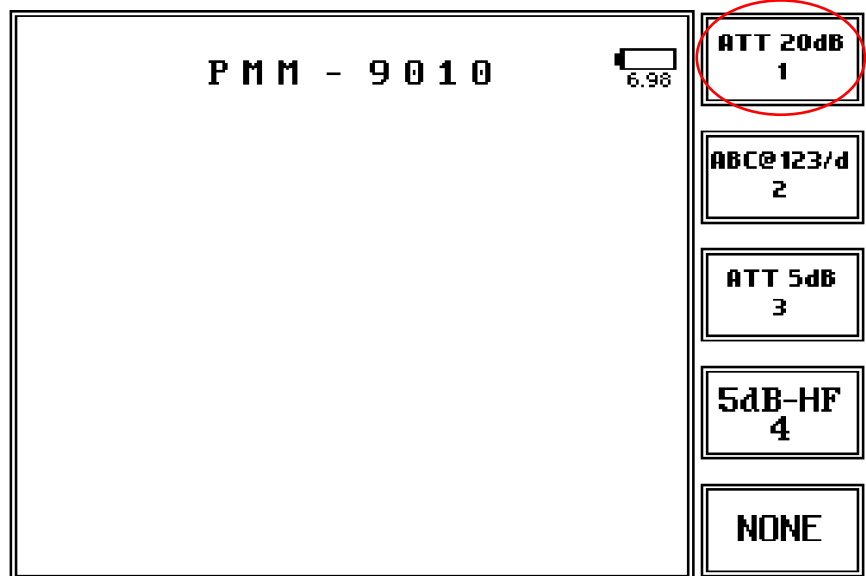 PMM - 9010
6.98
ATT 20dB
1
ABC@123/d
2
ATT 5dB
3
5dB-HF
4
NONE